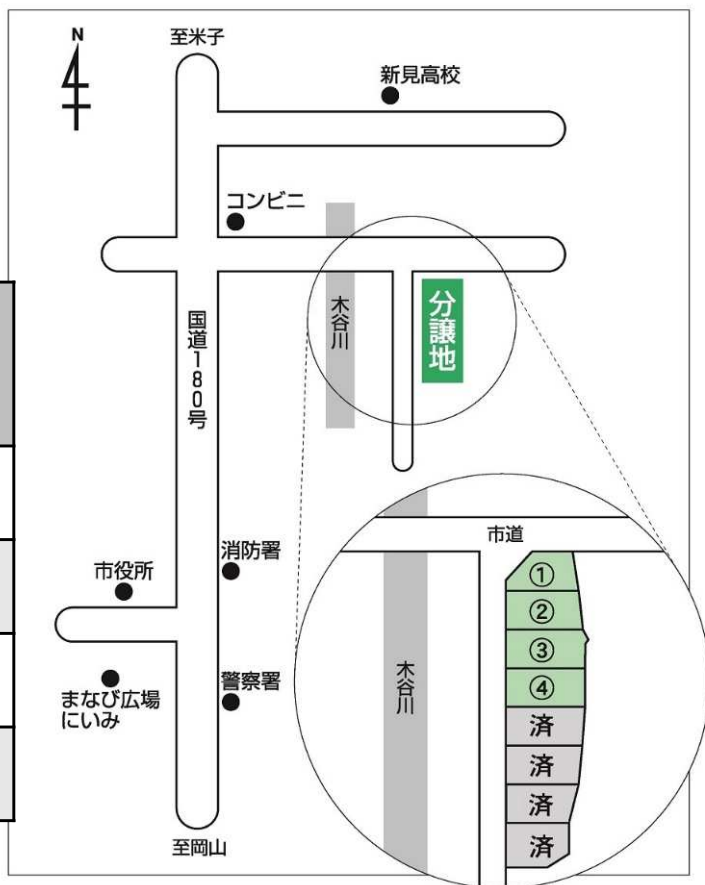 N
至米子
新見高校
コンビニ
木谷川
分譲地
国道180号
消防署
市役所
まなび広場
にいみ
警察署
至岡山
市道
①
②
③
④
木谷川
済
済
済
済